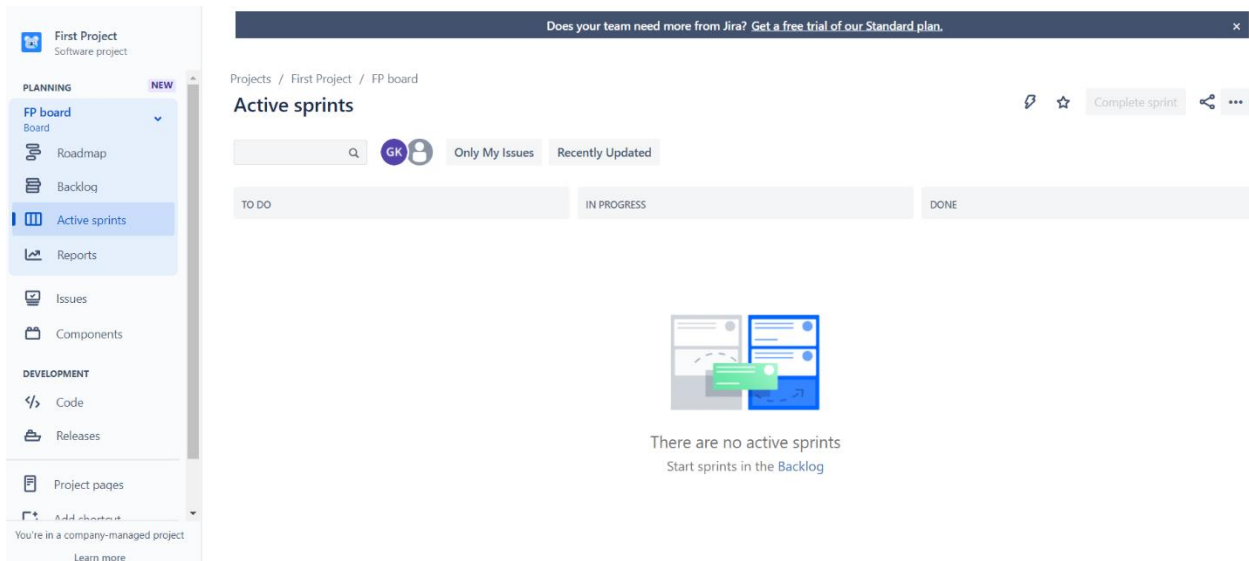 Does your team need more from Jira? Get a free trial of our Standard plan.
First Project
Software project
PLANNING
NEW
FP board
Board
Roadmap
Backlog
Active sprints
Reports
Issues
Components
DEVELOPMENT
Code
Releases
Project pages
Add shortcut
You're in a company-managed project
Learn more
Projects / First Project / FP board
Active sprints
Complete sprint
GK
Only My Issues
Recently Updated
TO DO
IN PROGRESS
DONE
There are no active sprints
Start sprints in the Backlog